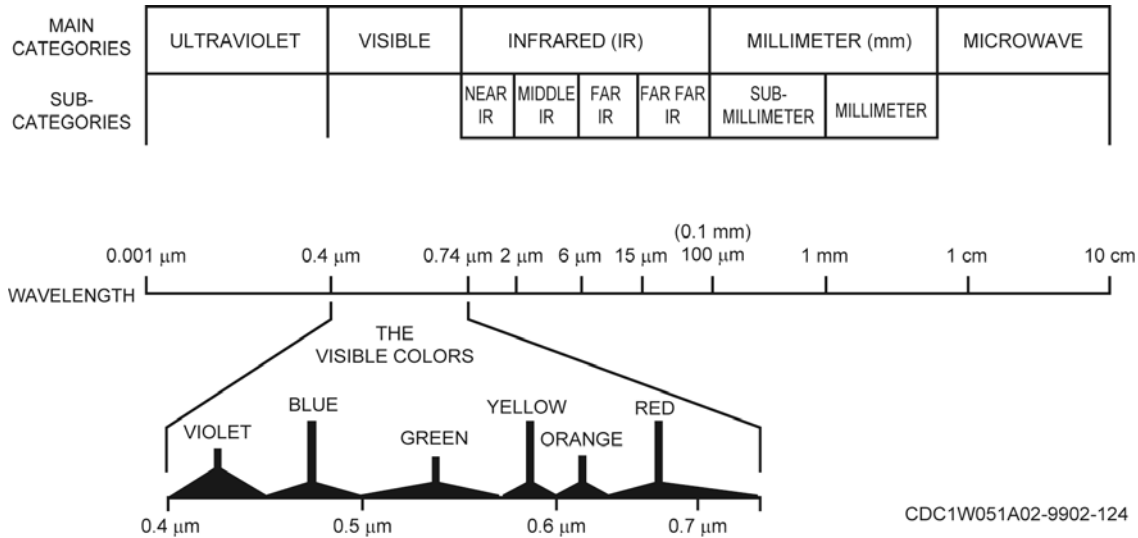 MAIN
CATEGORIES
ULTRAVIOLET
VISIBLE
INFRARED (IR)
MILLIMETER (mm)
MICROWAVE
SUB-
CATEGORIES
NEAR
IR
MIDDLE
IR
FAR
IR
FAR FAR
IR
SUB-
MILLIMETER
MILLIMETER
(0.1 mm)
0.001 μm
0.4 μm
0.74 μm
2 μm
6 μm
15 μm
100 μm
1 mm
1 cm
10 cm
WAVELENGTH
THE
VISIBLE COLORS
VIOLET
BLUE
GREEN
YELLOW
ORANGE
RED
0.4 μm
0.5 μm
0.6 μm
0.7 μm
CDC1W051A02-9902-124